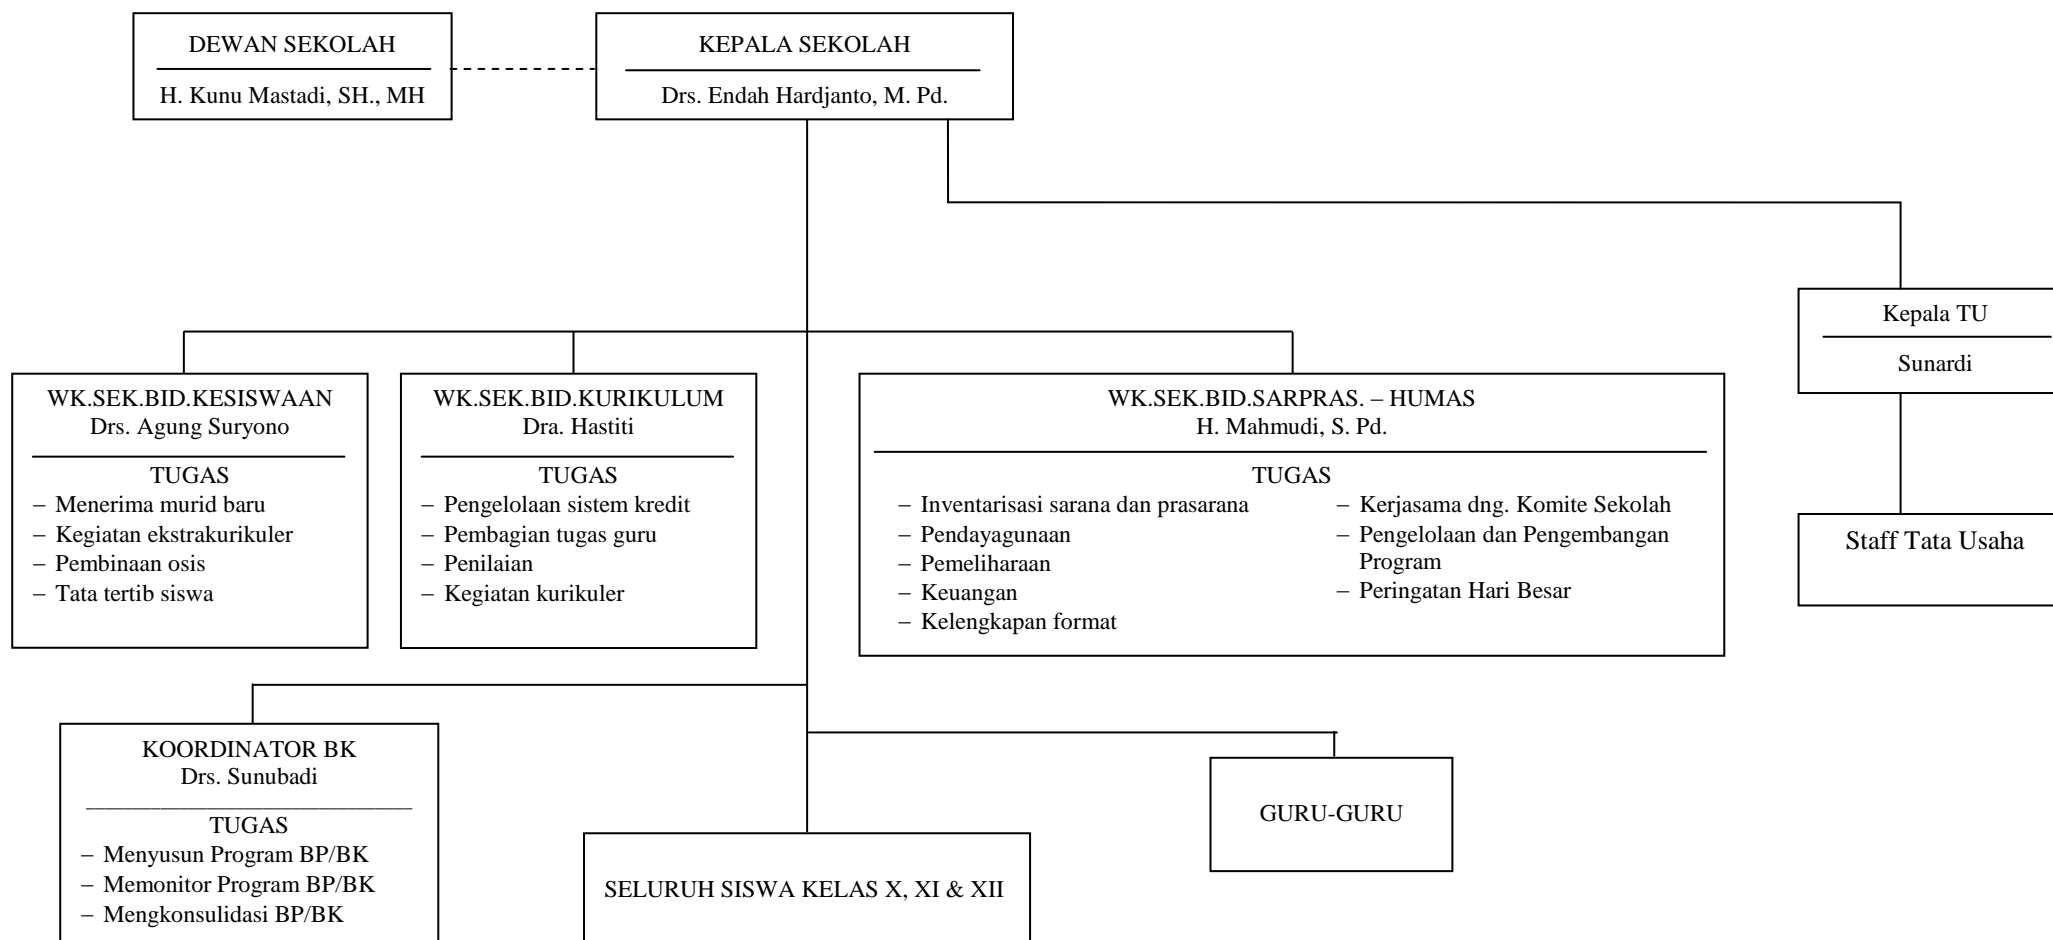 DEWAN SEKOLAH
H. Kunu Mastadi, SH., MH
KEPALA SEKOLAH
Drs. Endah Hardjanto, M. Pd.
Kepala TU
Sunardi
WK.SEK.BID.KESISWAAN
Drs. Agung Suryono
TUGAS
– Menerima murid baru
– Kegiatan ekstrakurikuler
– Pembinaan osis
– Tata tertib siswa
WK.SEK.BID.KURIKULUM
Dra. Hastiti
TUGAS
– Pengelolaan sistem kredit
– Pembagian tugas guru
– Penilaian
– Kegiatan kurikuler
WK.SEK.BID.SARPRAS. – HUMAS
H. Mahmudi, S. Pd.
TUGAS
– Inventarisasi sarana dan prasarana
– Pendayagunaan
– Pemeliharaan
– Keuangan
– Kelengkapan format
– Kerjasama dng. Komite Sekolah
– Pengelolaan dan Pengembangan
Program
– Peringatan Hari Besar
Staff Tata Usaha
KOORDINATOR BK
Drs. Sunubadi
TUGAS
– Menyusun Program BP/BK
– Memonitor Program BP/BK
– Mengkonsulidasi BP/BK
SELURUH SISWA KELAS X, XI & XII
GURU-GURU